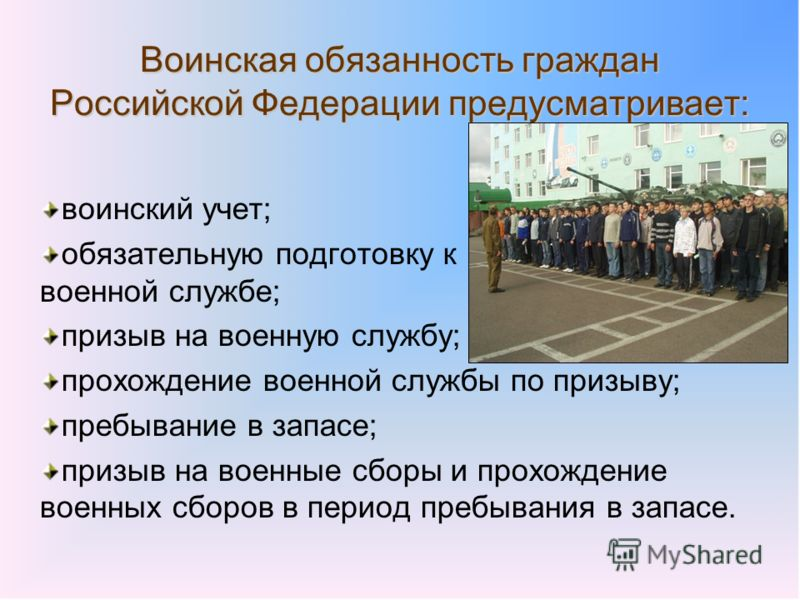 Воинская обязанность граждан
Российской Федерации предусматривает:
воинский учет;
обязательную подготовку к
военной службе;
призыв на военную службу;
прохождение военной службы по призыву;
пребывание в запасе;
призыв на военные сборы и прохождение
военных сборов в период пребывания в запасе.
MyShared